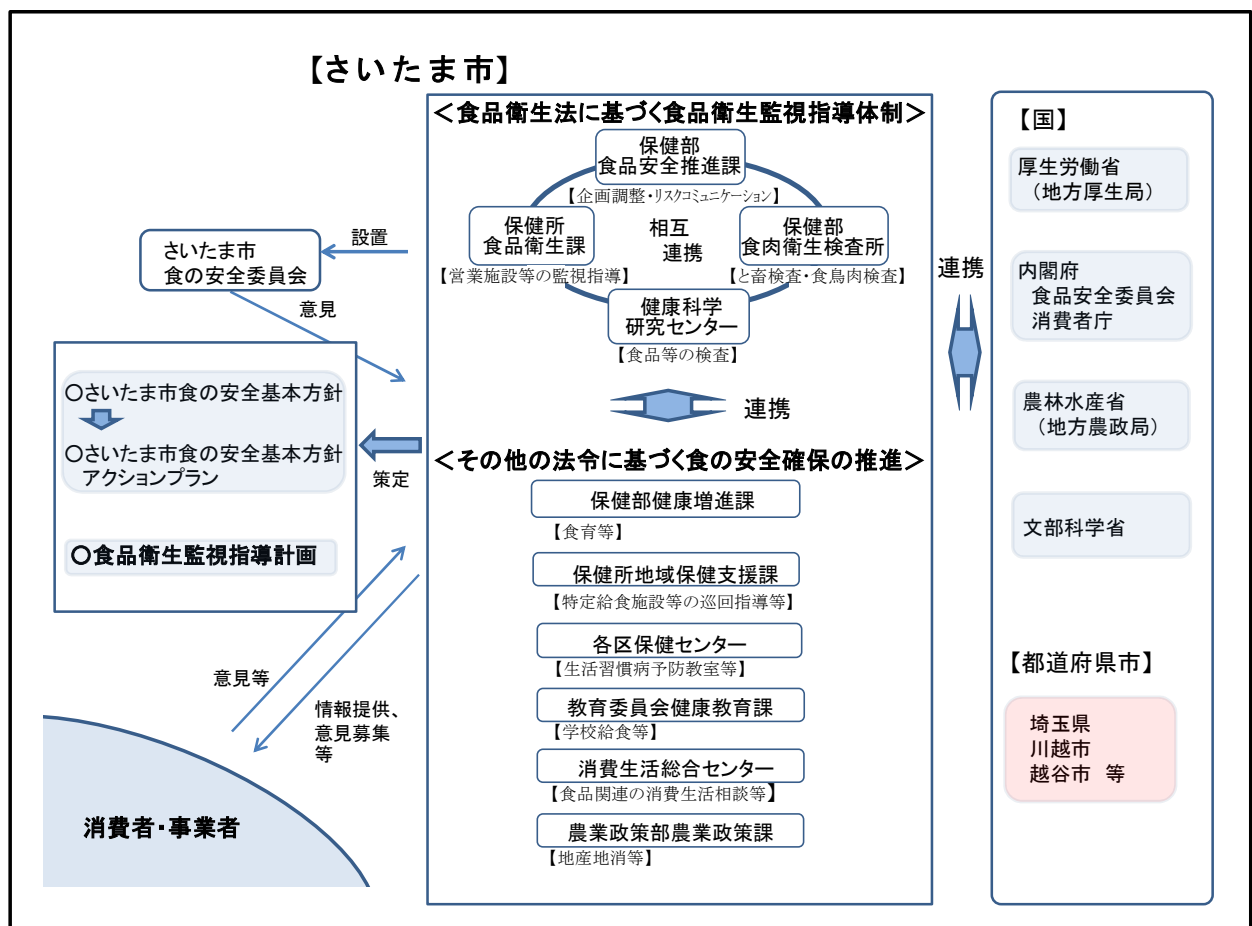 【さいたま市】
＜食品衛生法に基づく食品衛生監視指導体制＞
保健部
食品安全推進課
【企画調整・リスクコミュニケーション】
保健所
食品衛生課
【営業施設等の監視指導】
相互
連携
保健部
食肉衛生検査所
【と畜検査・食鳥肉検査】
健康科学
研究センター
【食品等の検査】
連携
＜その他の法令に基づく食の安全確保の推進＞
保健部健康増進課
【食育等】
保健所地域保健支援課
【特定給食施設等の巡回指導等】
各区保健センター
【生活習慣病予防教室等】
教育委員会健康教育課
【学校給食等】
消費生活総合センター
【食品関連の消費生活相談等】
農業政策部農業政策課
【地産地消等】
設置
さいたま市
食の安全委員会
意見
○さいたま市食の安全基本方針
○さいたま市食の安全基本方針
アクションプラン
○食品衛生監視指導計画
策定
意見等
情報提供、
意見募集
等
消費者・事業者
連携
【国】
厚生労働省
（地方厚生局）
内閣府
食品安全委員会
消費者庁
農林水産省
（地方農政局）
文部科学省
【都道府県市】
埼玉県
川越市
越谷市 等